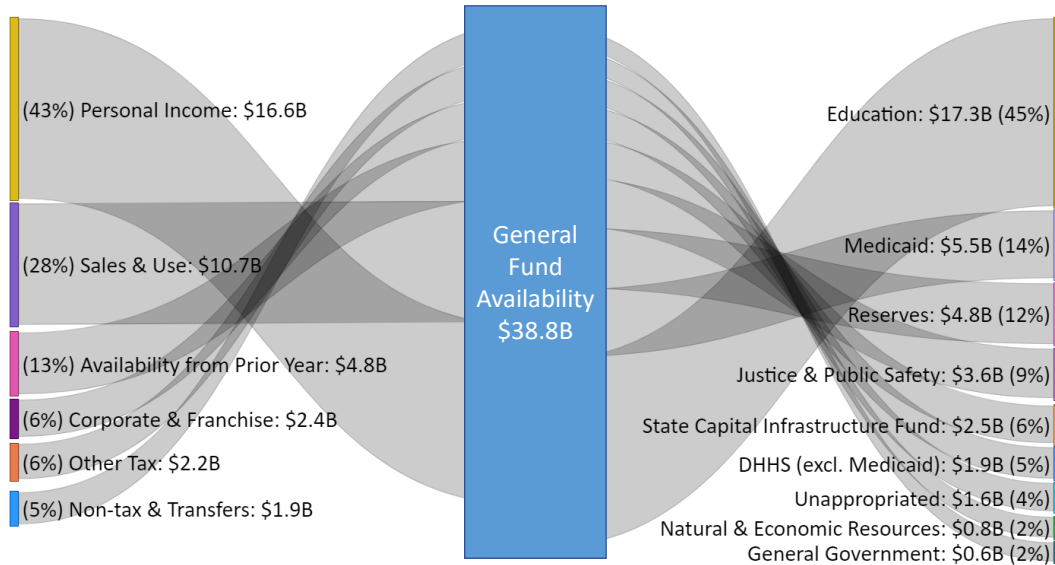 (43%) Personal Income: $16.6B
(28%) Sales & Use: $10.7B
(13%) Availability from Prior Year: $4.8B
(6%) Corporate & Franchise: $2.4B
(6%) Other Tax: $2.2B
(5%) Non-tax & Transfers: $1.9B
General
Fund
Availability
$38.8B
Education: $17.3B (45%)
Medicaid: $5.5B (14%)
Reserves: $4.8B (12%)
Justice & Public Safety: $3.6B (9%)
State Capital Infrastructure Fund: $2.5B (6%)
DHHS (excl. Medicaid): $1.9B (5%)
Unappropriated: $1.6B (4%)
Natural & Economic Resources: $0.8B (2%)
General Government: $0.6B (2%)